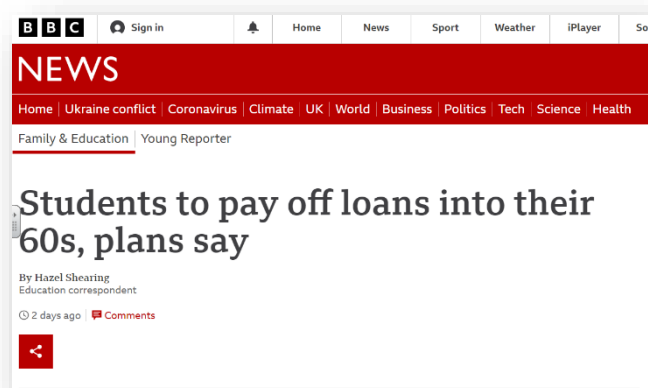 BBC Sign in Home News Sport Weather iPlayer
NEWS
Home Ukraine conflict Coronavirus Climate UK World Business Politics Tech Science Health
Family & Education Young Reporter
Students to pay off loans into their
60s, plans say
By Hazel Shearing
Education correspondent
2 days ago Comments